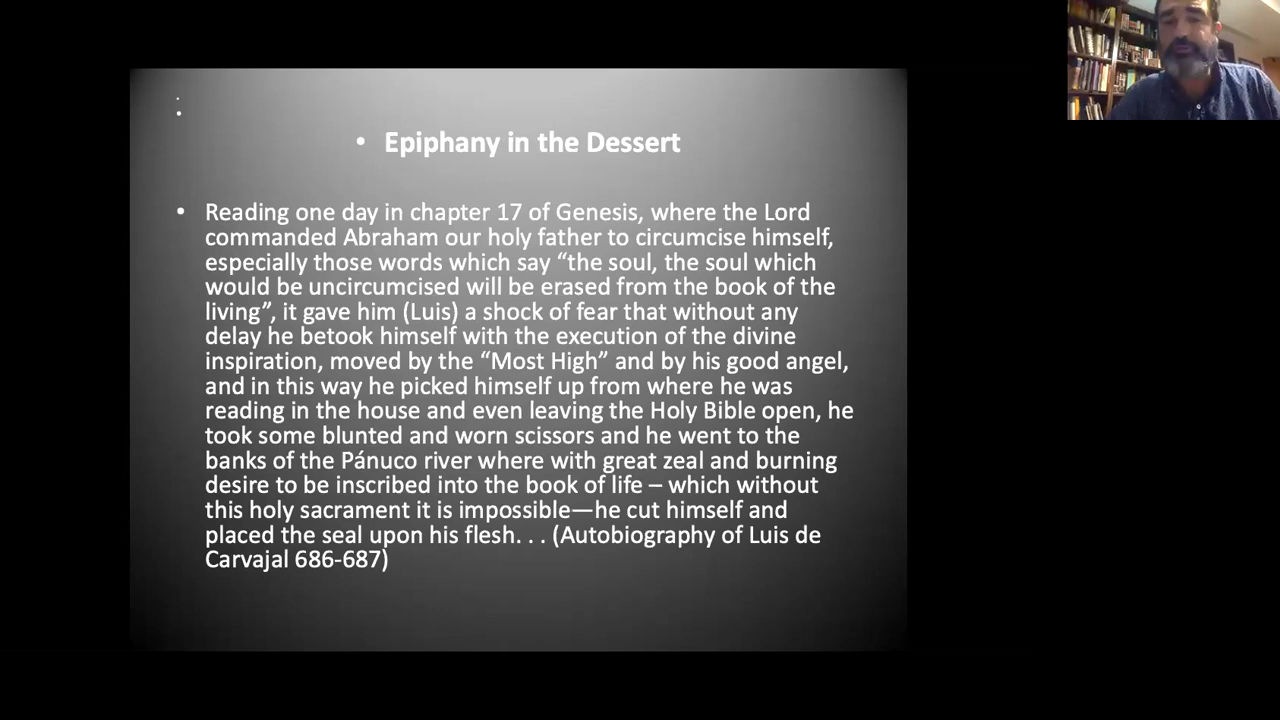 • Epiphany in the Dessert
• Reading one day in chapter 17 of Genesis, where the Lord
commanded Abraham our holy father to circumcise himself,
especially those words which say “the soul, the soul which
would be uncircumcised will be erased from the book of the
living”, it gave him (Luis) a shock of fear that without any
delay he betook himself with the execution of the divine
inspiration, moved by the “Most High” and by his good angel,
and in this way he picked himself up from where he was
reading in the house and even leaving the Holy Bible open, he
took some blunted and worn scissors and he went to the
banks of the Pánuco river where with great zeal and burning
desire to be inscribed into the book of life – which without
this holy sacrament it is impossible—he cut himself and
placed the seal upon his flesh. . . (Autobiography of Luis de
Carvajal 686-687)